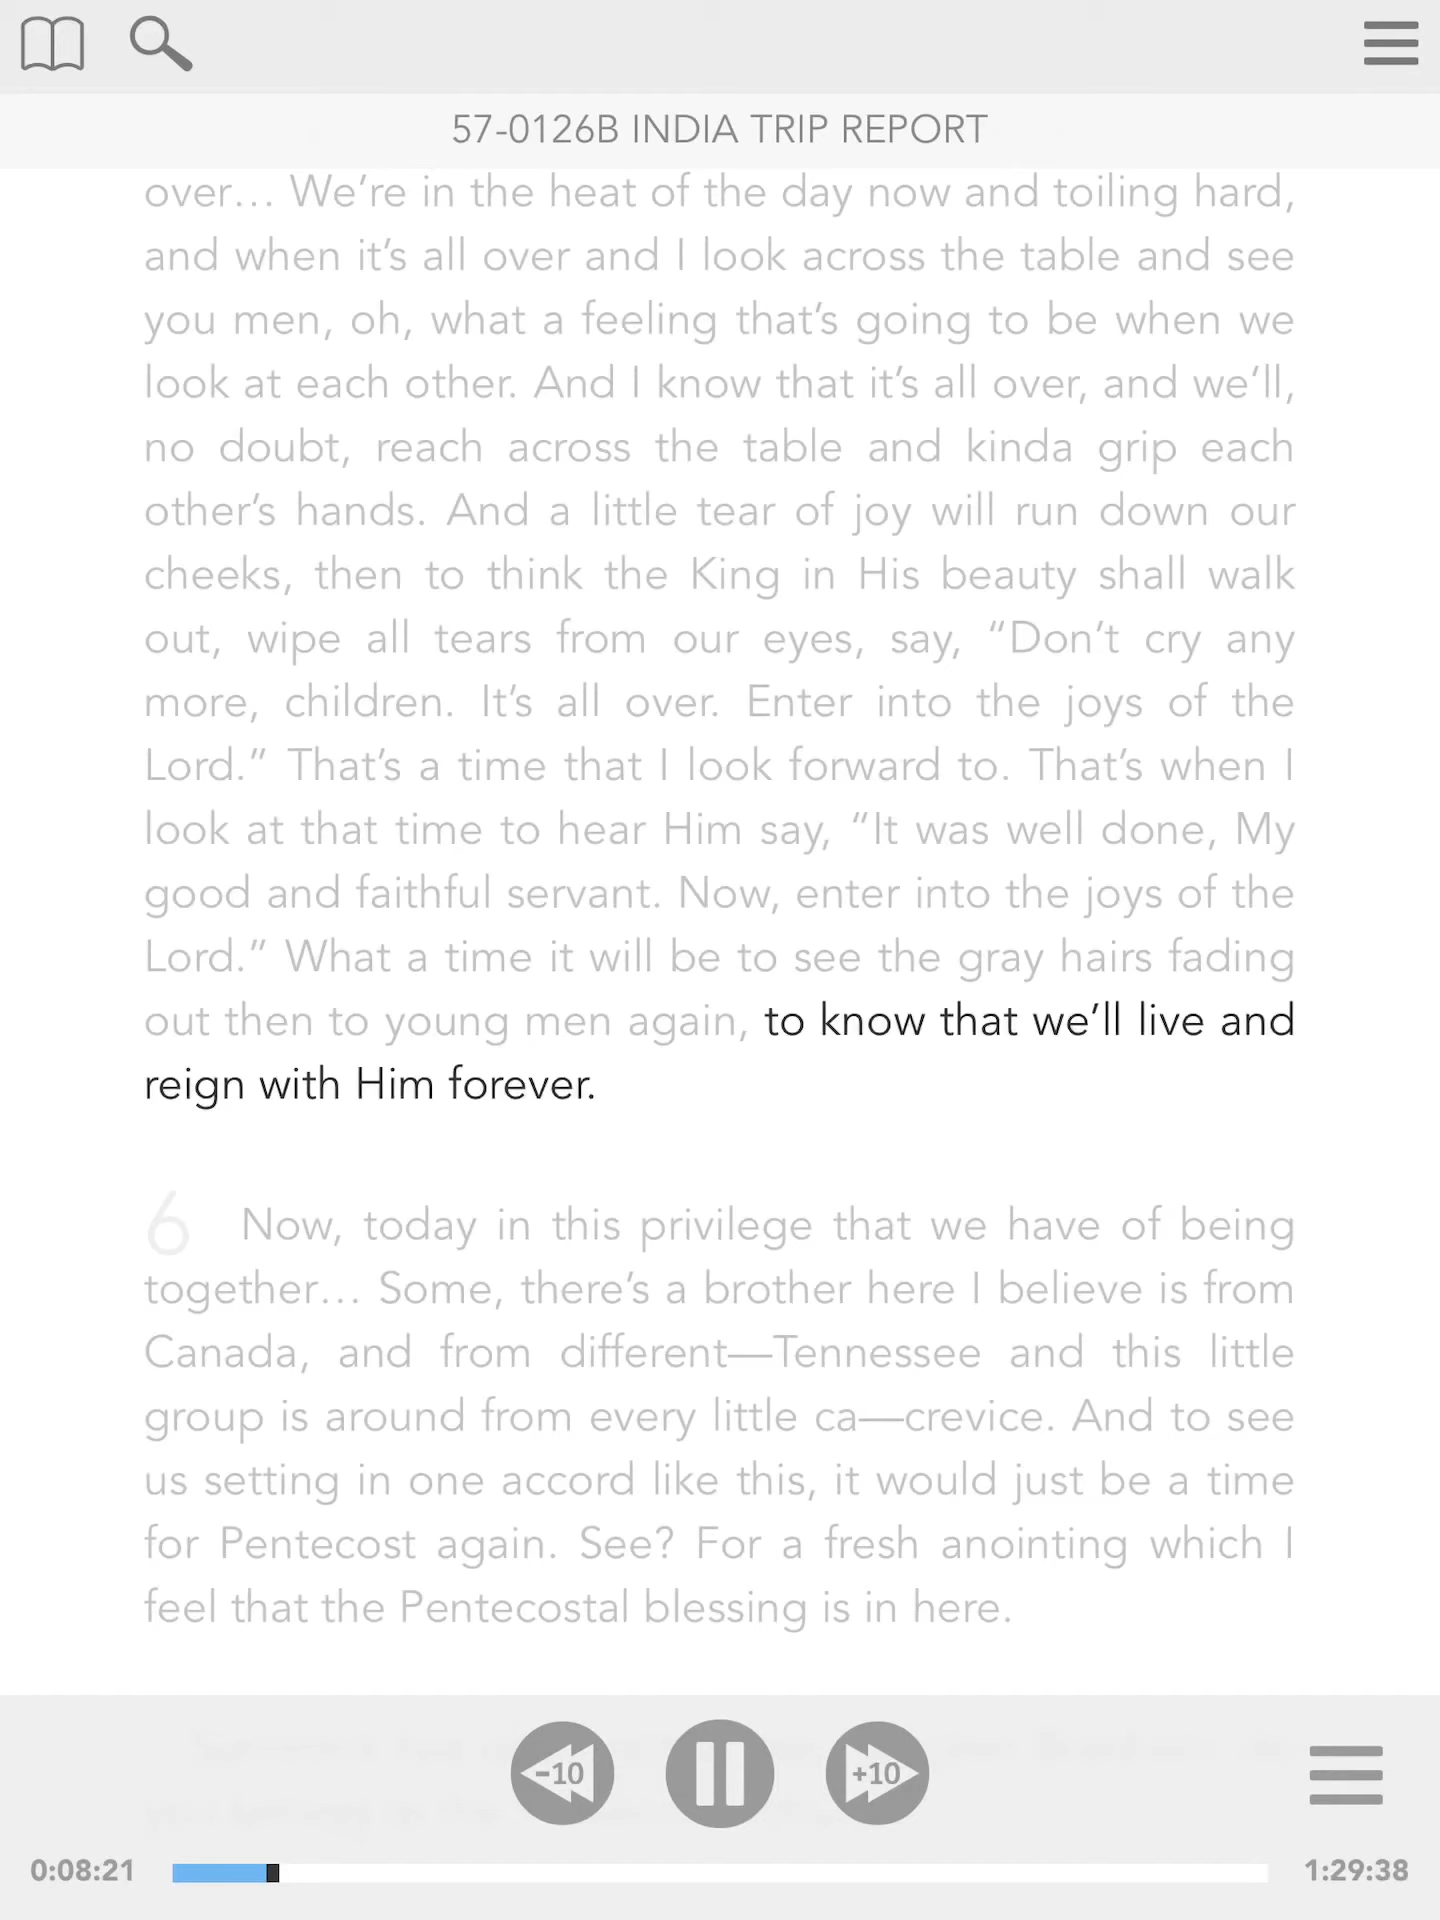 57-0126B INDIA TRIP REPORT
over… We’re in the heat of the day now and toiling hard,
and when it’s all over and I look across the table and see
you men, oh, what a feeling that’s going to be when we
look at each other. And I know that it’s all over, and we’ll,
no doubt, reach across the table and kinda grip each
other’s hands. And a little tear of joy will run down our
cheeks, then to think the King in His beauty shall walk
out, wipe all tears from our eyes, say, “Don’t cry any
more, children. It’s all over. Enter into the joys of the
Lord.” That’s a time that I look forward to. That’s when I
look at that time to hear Him say, “It was well done, My
good and faithful servant. Now, enter into the joys of the
Lord.” What a time it will be to see the gray hairs fading
out then to young men again, to know that we’ll live and
reign with Him forever.
6 Now, today in this privilege that we have of being
together… Some, there’s a brother here I believe is from
Canada, and from different—Tennessee and this little
group is around from every little ca—crevice. And to see
us setting in one accord like this, it would just be a time
for Pentecost again. See? For a fresh anointing which I
feel that the Pentecostal blessing is in here.
-10 +10
0:08:21 1:29:38